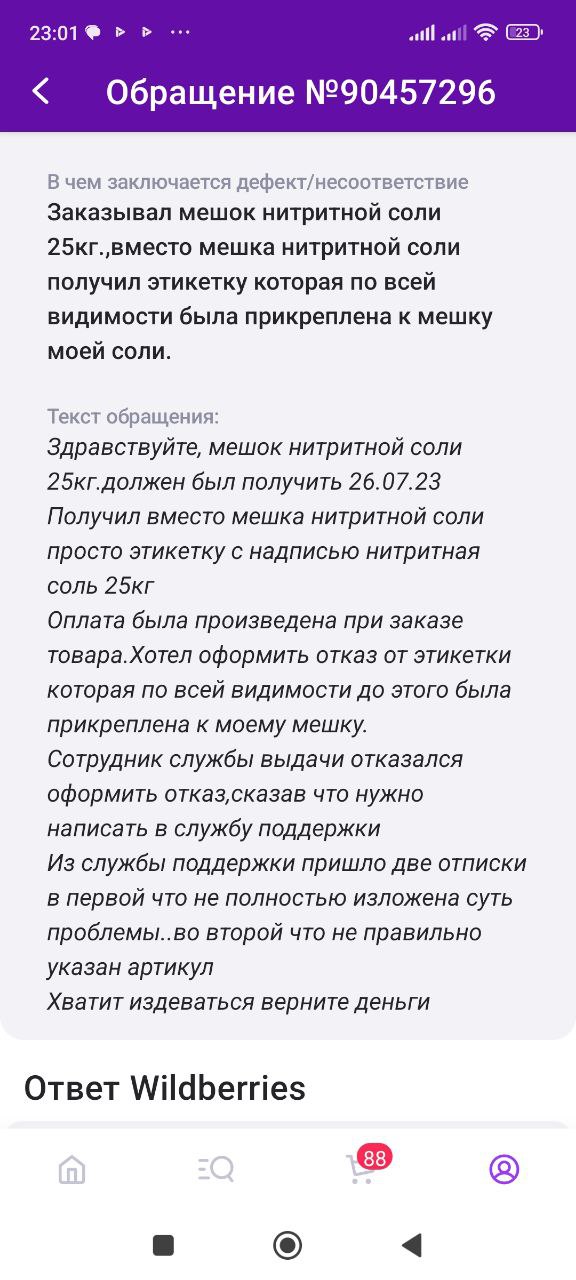 23:01
23
Обращение №90457296
В чем заключается дефект/несоответствие
Заказывал мешок нитритной соли
25кг.,вместо мешка нитритной соли
получил этикетку которая по всей
видимости была прикреплена к мешку
моей соли.
Текст обращения:
Здравствуйте, мешок нитритной соли
25кг.должен был получить 26.07.23
Получил вместо мешка нитритной соли
просто этикетку с надписью нитритная
соль 25кг
Оплата была произведена при заказе
товара.Хотел оформить отказ от этикетки
которая по всей видимости до этого была
прикреплена к моему мешку.
Сотрудник службы выдачи отказался
оформить отказ,сказав что нужно
написать в службу поддержки
Из службы поддержки пришло две отписки
в первой что не полностью изложена суть
проблемы..во второй что не правильно
указан артикул
Хватит издеваться верните деньги
Ответ Wildberries
88